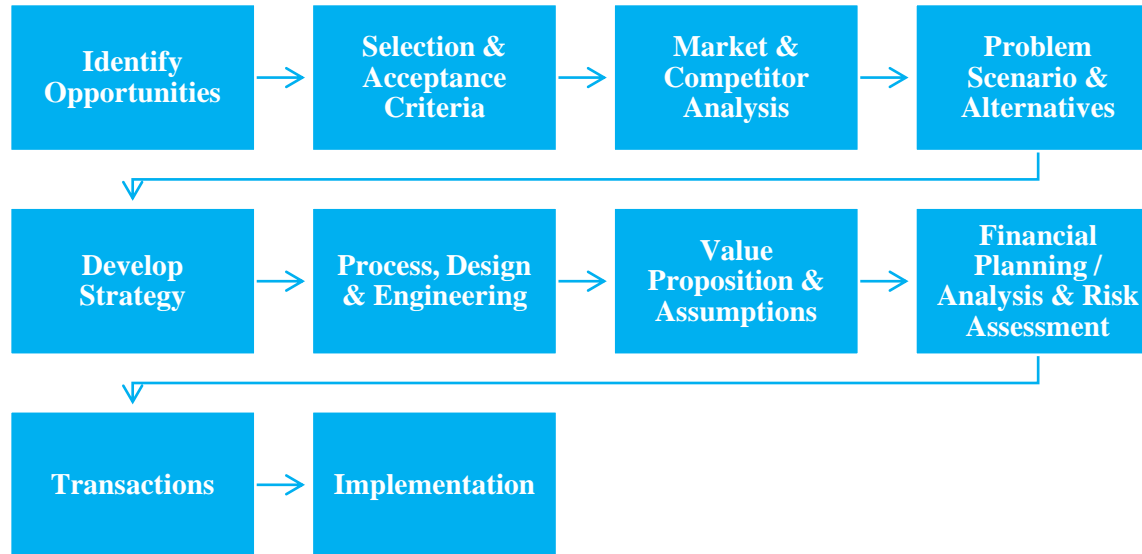 Identify
Opportunities
Selection &
Acceptance
Criteria
Market &
Competitor
Analysis
Problem
Scenario &
Alternatives
Develop
Strategy
Process, Design
& Engineering
Value
Proposition &
Assumptions
Financial
Planning /
Analysis & Risk
Assessment
Transactions
Implementation